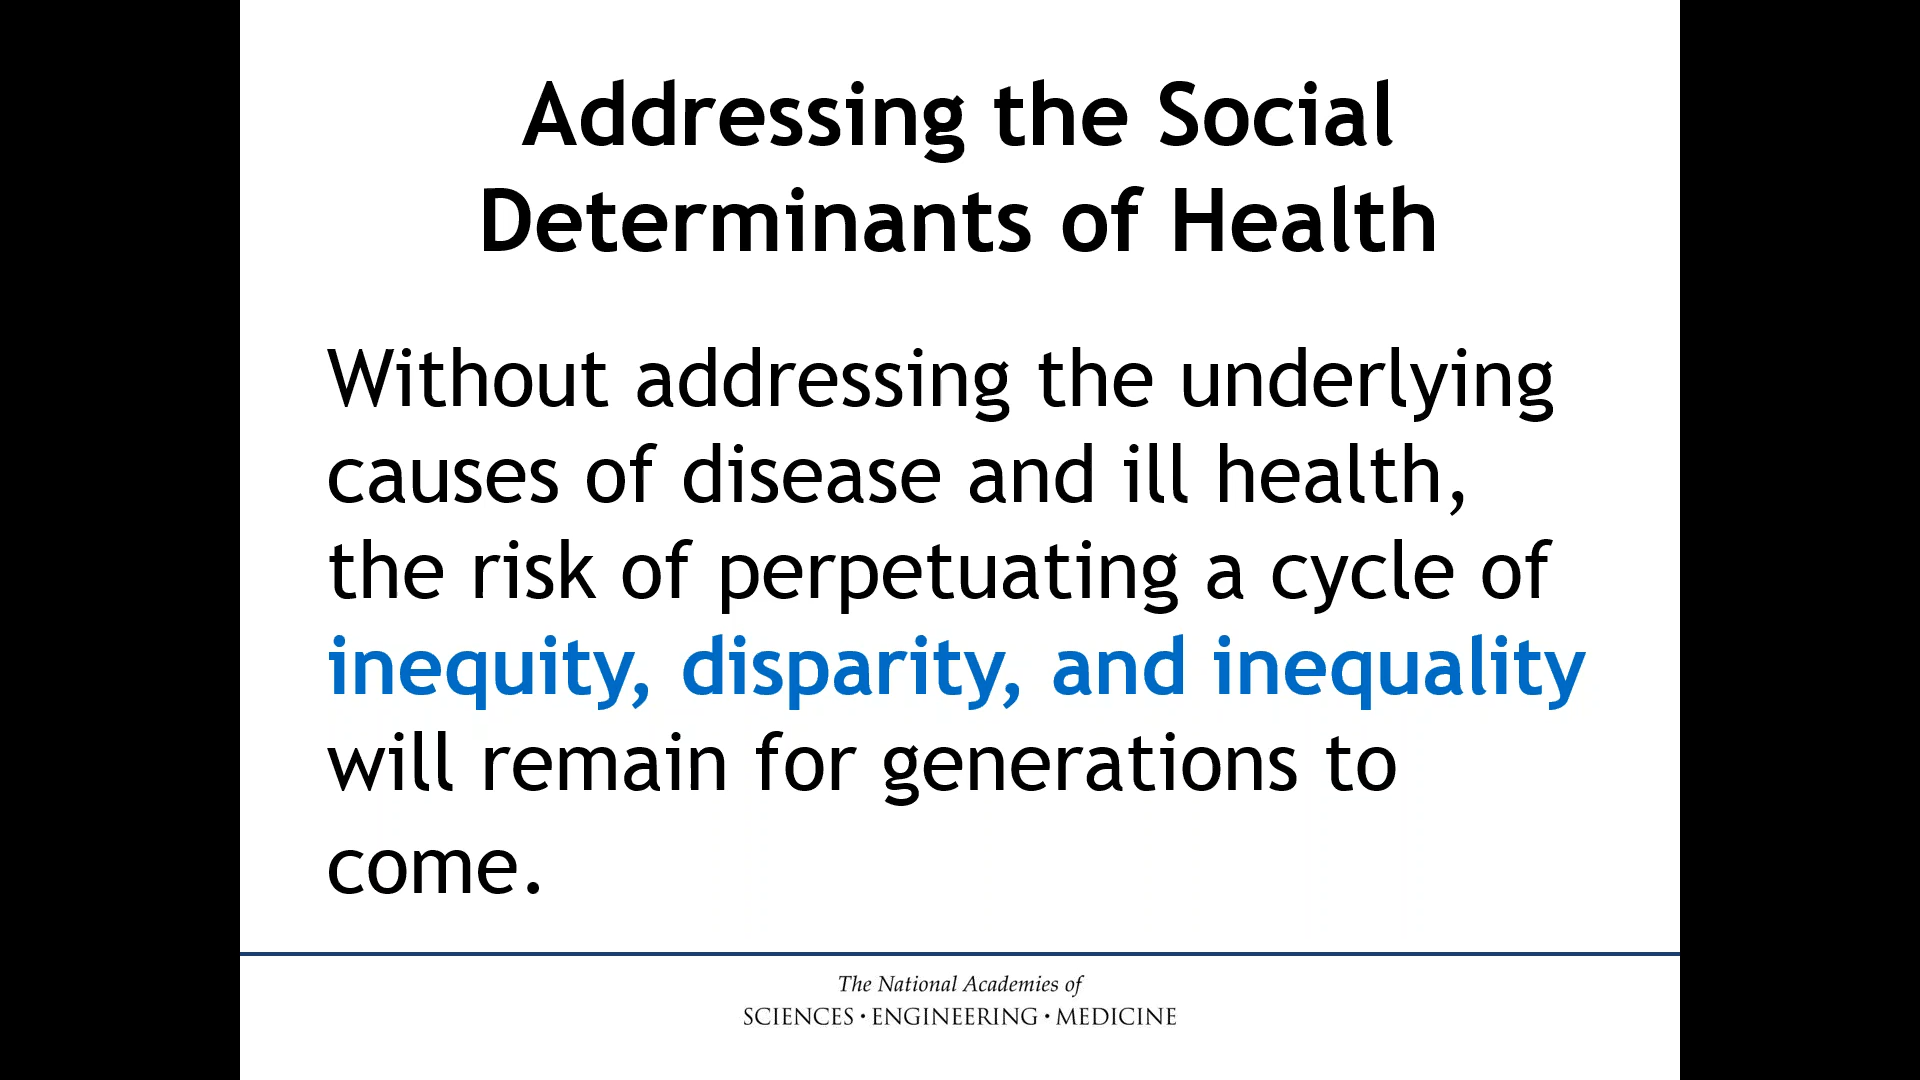 Addressing the Social
Determinants of Health
Without addressing the underlying
causes of disease and ill health,
the risk of perpetuating a cycle of
inequity, disparity, and inequality
will remain for generations to
come.
The National Academies of
SCIENCES · ENGINEERING · MEDICINE